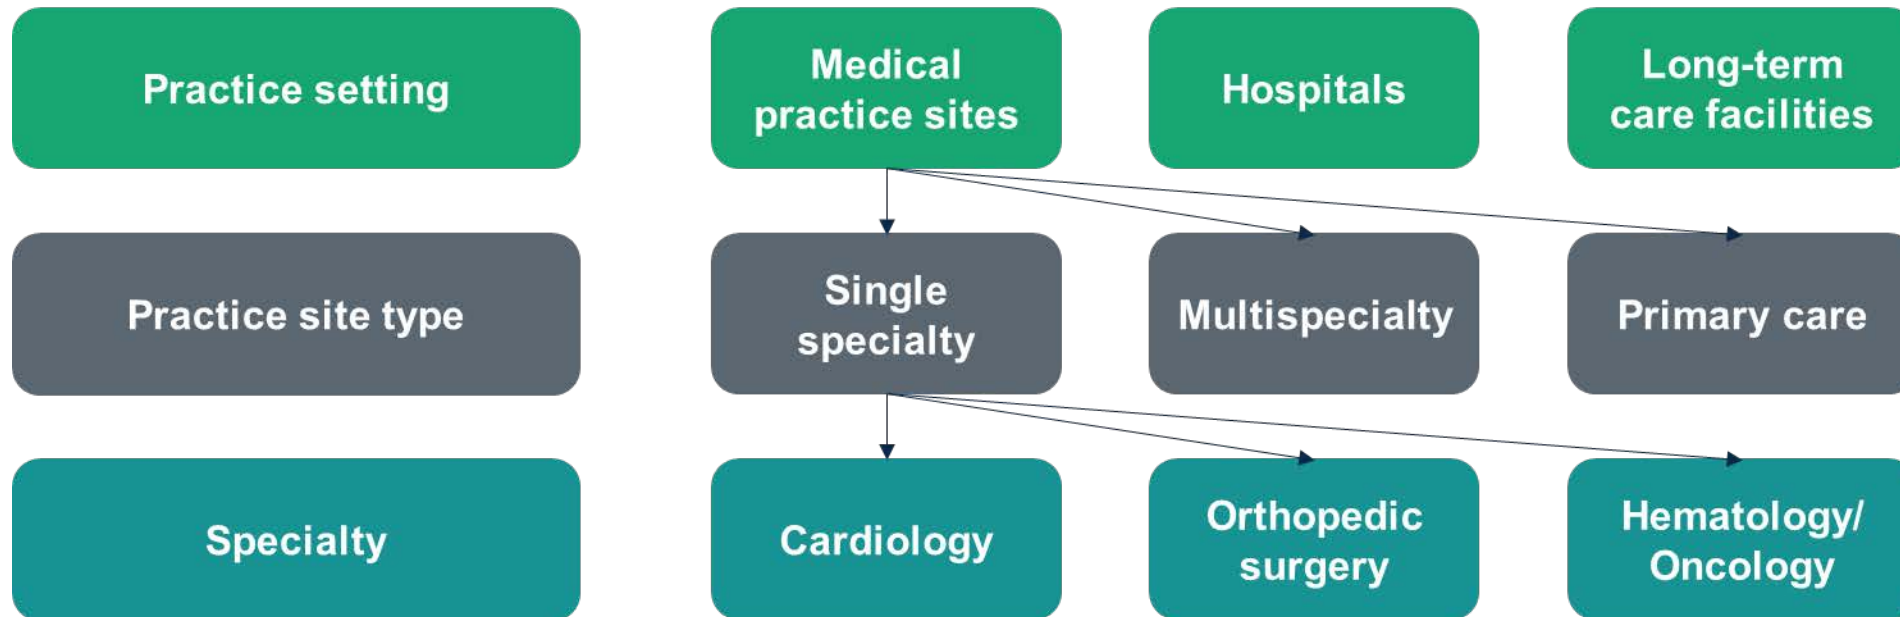 Practice setting
Medical
practice sites
Hospitals
Long-term
care facilities
Practice site type
Single
specialty
Multispecialty
Primary care
Specialty
Cardiology
Orthopedic
surgery
Hematology/
Oncology